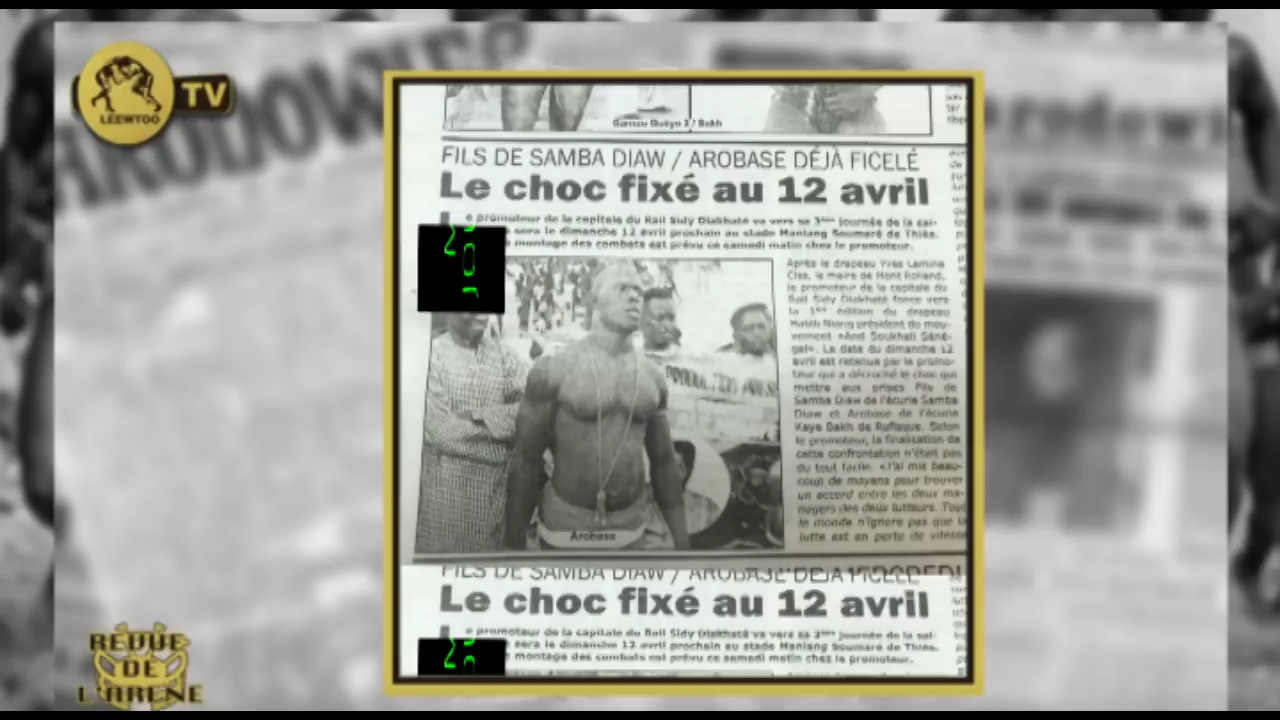 LEEWTOO
TV
Gamou Guèye 2 / Bakh
FILS DE SAMBA DIAW / AROBASE DÉJÀ FICELÉ
Le choc fixé au 12 avril
e promoteur de la capitale du Rail Sidy Diakhaté va vers sa 3ème journée de la sai-
sera le dimanche 12 avril prochain au stade Maniang Soumaré de Thiès.
montage des combats est prévu ce samedi matin chez le promoteur.
Après le drapeau Yves Lamine
Ciss, le maire de Mont Rolland,
le promoteur de la capitale du
Rail Sidy Diakhaté fonce vers
la 1ère édition du drapeau
Niang président du mou-
vement «And Soukhali Séné-
gal». La date du dimanche 12
avril est retenue par le promo-
teur qui a décroché le choc qui
mettre aux prises Fils de
Samba Diaw de l'écurie Samba
Diaw et Arobase de l'écurie
Kaya Bakh de Rufisque. Selon
le promoteur, la finalisation de
cette confrontation n'était pas
du tout facile. «J'ai mis beau-
coup de moyens pour trouver
un accord entre les deux ma-
nagers des deux lutteurs. Tout
le monde n'ignore pas que la
lutte est en perte de vitesse
Arobase
FILS DE SAMBA DIAW / AROBASE DÉJÀ
Le choc fixé au 12 avril
e promoteur de la capitale du Rail Sidy Diakhaté va vers sa 3ème journée de la sai-
sera le dimanche 12 avril prochain au stade Maniang Soumaré de Thiès.
montage des combats est prévu ce samedi matin chez le promoteur.
REVUE
DE
L'ARENE